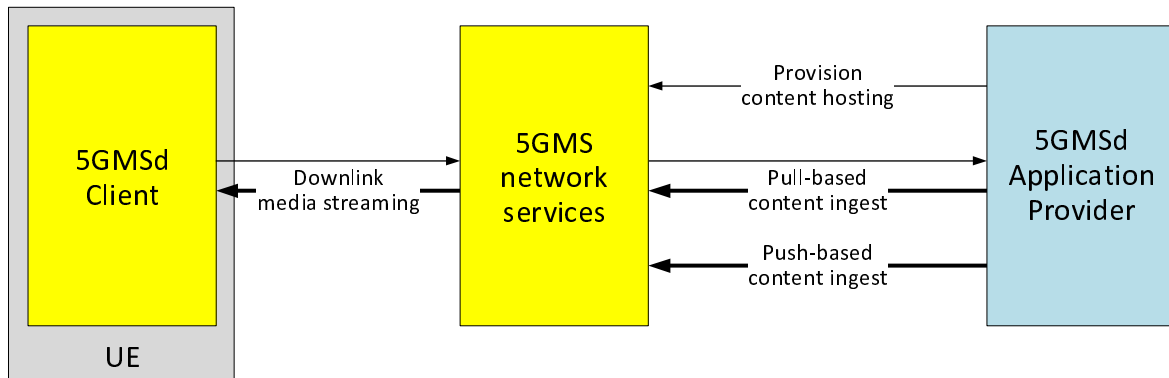 5GMSd
Client
UE
Downlink
media streaming
5GMS
network
services
Provision
content hosting
Pull-based
content ingest
Push-based
content ingest
5GMSd
Application
Provider